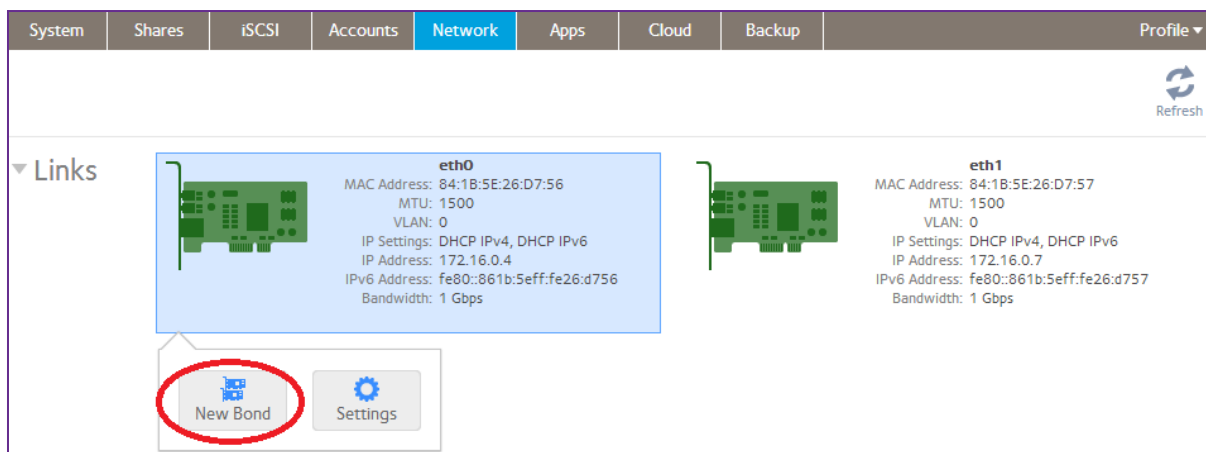 System Shares iSCSI Accounts Network Apps Cloud Backup Profile
Refresh
Links
eth0
MAC Address: 84:1B:5E:26:D7:56
MTU: 1500
VLAN: 0
IP Settings: DHCP IPv4, DHCP IPv6
IP Address: 172.16.0.4
IPv6 Address: fe80::861b:5eff:fe26:d756
Bandwidth: 1 Gbps
eth1
MAC Address: 84:1B:5E:26:D7:57
MTU: 1500
VLAN: 0
IP Settings: DHCP IPv4, DHCP IPv6
IP Address: 172.16.0.7
IPv6 Address: fe80::861b:5eff:fe26:d757
Bandwidth: 1 Gbps
New Bond
Settings